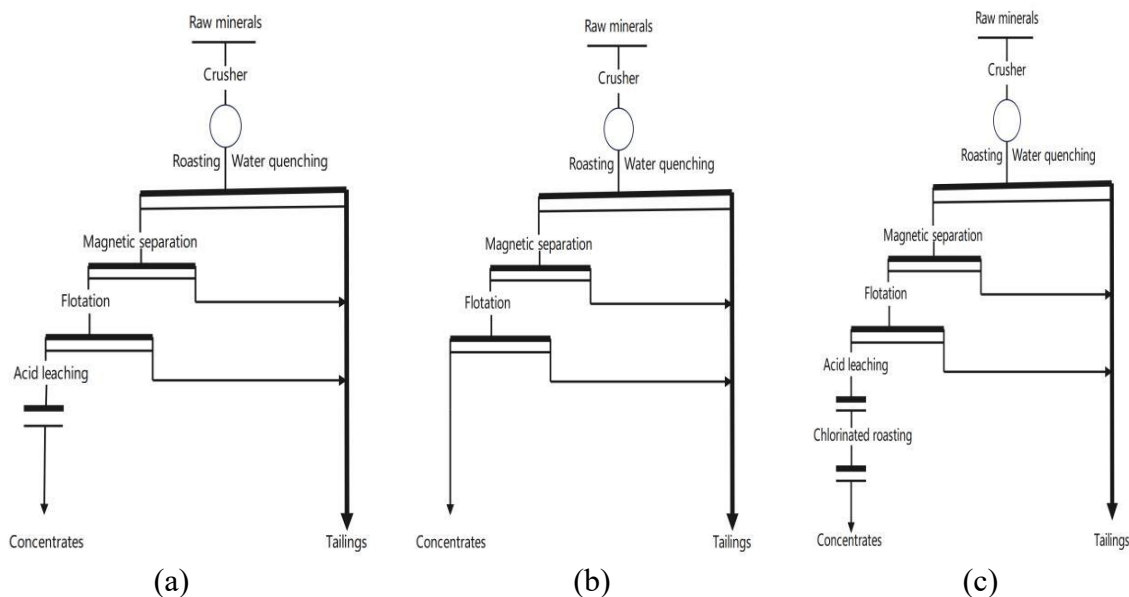 Raw minerals
Crusher
Roasting Water quenching
Magnetic separation
Flotation
Acid leaching
Concentrates
Tailings
(a)
Raw minerals
Crusher
Roasting Water quenching
Magnetic separation
Flotation
Concentrates
Tailings
(b)
Raw minerals
Crusher
Roasting Water quenching
Magnetic separation
Flotation
Acid leaching
Chlorinated roasting
Concentrates
Tailings
(c)